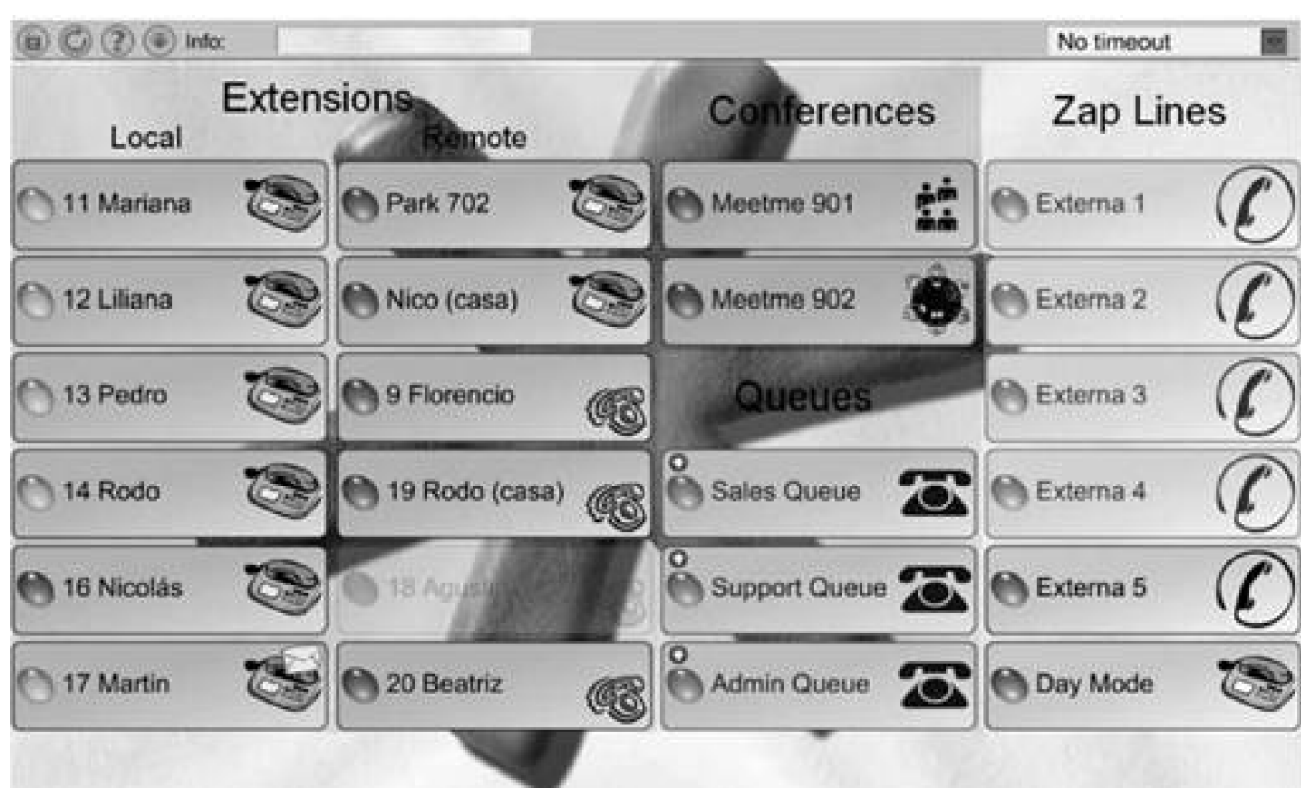 Info: No timeout
Extensions
Conferences
Zap Lines
Local
Remote
11 Mariana
Park 702
Meetme 901
Externa 1
12 Liliana
Nico (casa)
Meetme 902
Externa 2
13 Pedro
9 Florencio
Queues
Externa 3
14 Rodo
19 Rodo (casa)
Sales Queue
Externa 4
16 Nicolás
18 Agustin
Support Queue
Externa 5
17 Martin
20 Beatriz
Admin Queue
Day Mode